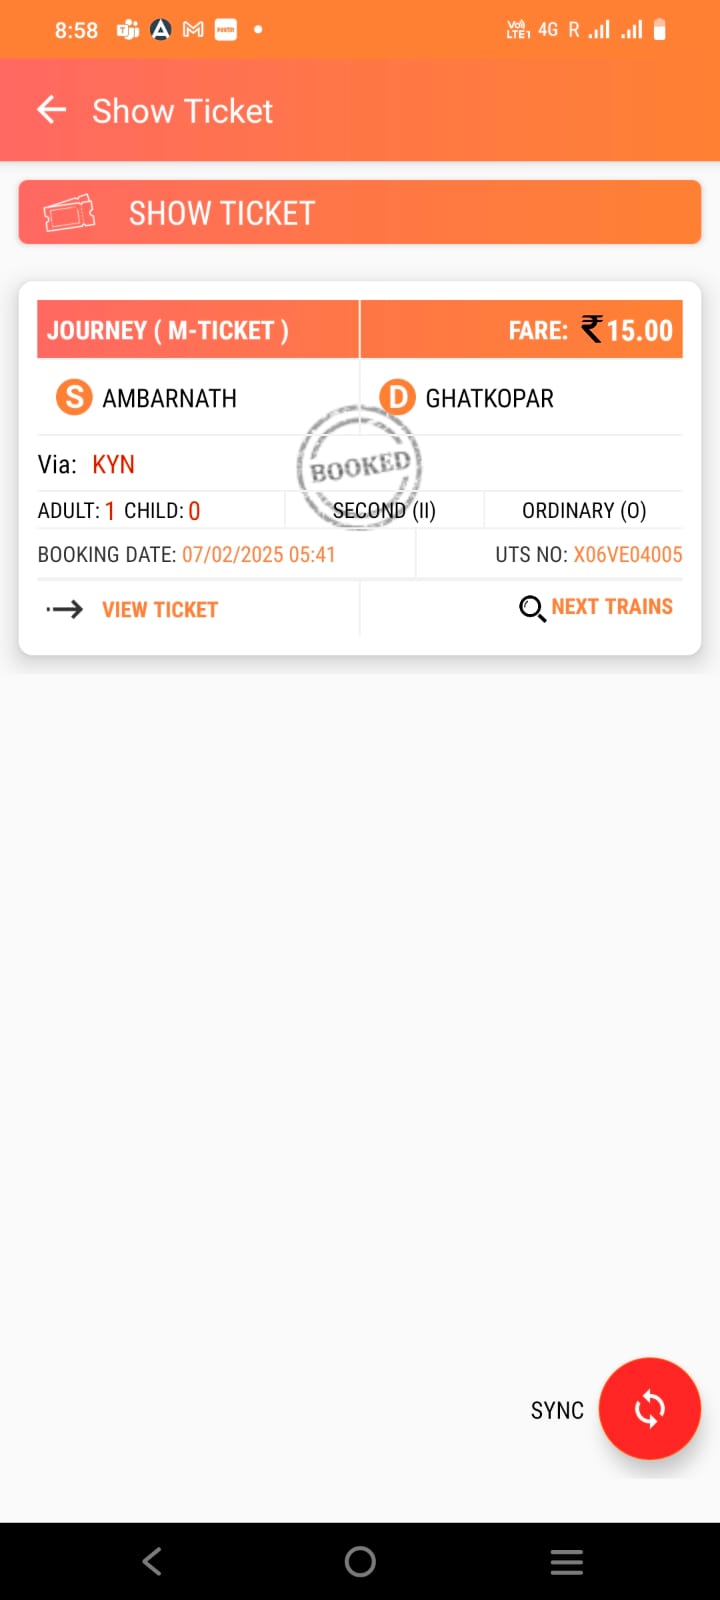 8:58 Paytm VoLTE1 4G R
Show Ticket
SHOW TICKET
JOURNEY ( M-TICKET ) FARE: ₹15.00
S AMBARNATH D GHATKOPAR
Via: KYN
BOOKED
ADULT: 1 CHILD: 0 SECOND (II) ORDINARY (O)
BOOKING DATE: 07/02/2025 05:41 UTS NO: X06VE04005
VIEW TICKET NEXT TRAINS
SYNC